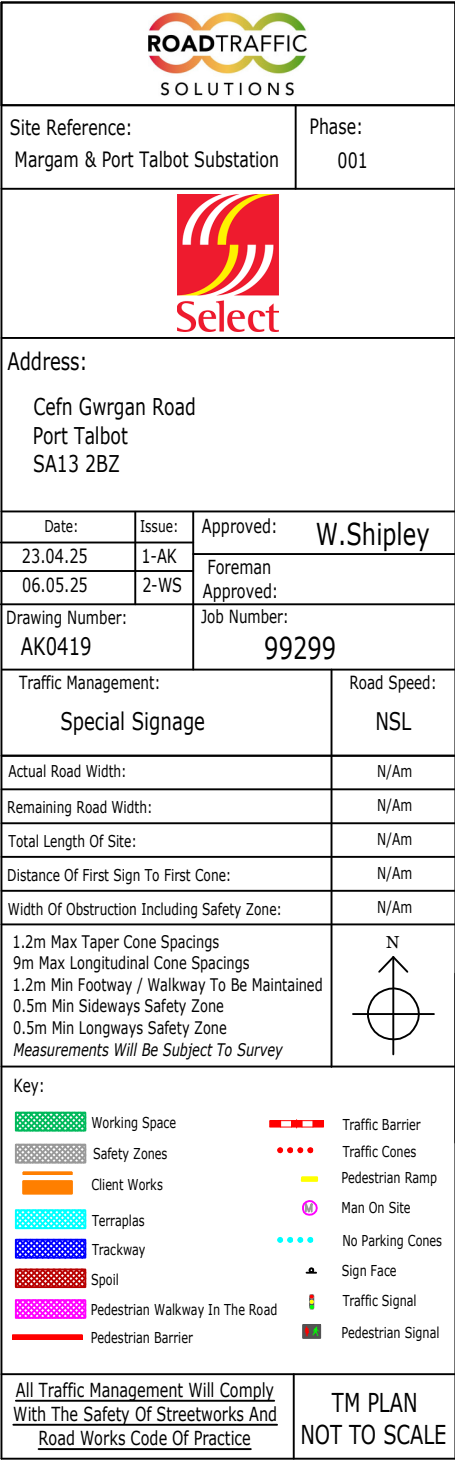 ROADTRAFFIC
SOLUTIONS
Site Reference:
Margam & Port Talbot Substation
Phase:
001
Select
Address:
Cefn Gwrgan Road
Port Talbot
SA13 2BZ
Date:
Issue:
23.04.25
1-AK
06.05.25
2-WS
Approved:
W.Shipley
Foreman
Approved:
Drawing Number:
AK0419
Job Number:
99299
Traffic Management:
Special Signage
Road Speed:
NSL
Actual Road Width:
N/Am
Remaining Road Width:
N/Am
Total Length Of Site:
N/Am
Distance Of First Sign To First Cone:
N/Am
Width Of Obstruction Including Safety Zone:
N/Am
1.2m Max Taper Cone Spacings
9m Max Longitudinal Cone Spacings
1.2m Min Footway / Walkway To Be Maintained
0.5m Min Sideways Safety Zone
0.5m Min Longways Safety Zone
Measurements Will Be Subject To Survey
N
Key:
Working Space
Safety Zones
Client Works
Terraplas
Trackway
Spoil
Pedestrian Walkway In The Road
Pedestrian Barrier
Traffic Barrier
Traffic Cones
Pedestrian Ramp
M
Man On Site
No Parking Cones
Sign Face
Traffic Signal
Pedestrian Signal
All Traffic Management Will Comply
With The Safety Of Streetworks And
Road Works Code Of Practice
TM PLAN
NOT TO SCALE